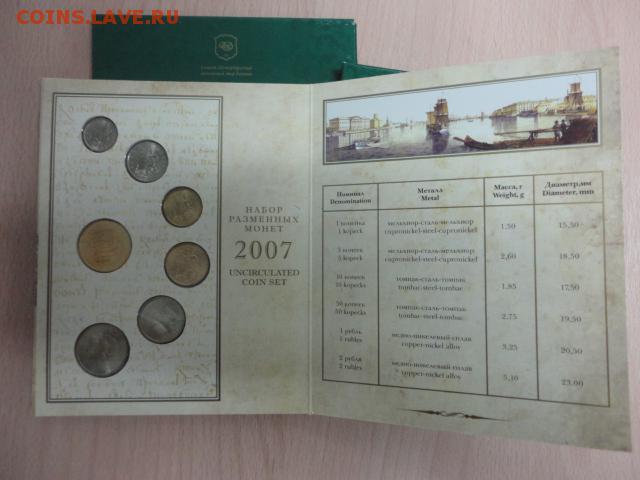 COINS.LAVE.RU
Санкт-Петербургский
монетный двор Гознака
НАБОР
РАЗМЕННЫХ
МОНЕТ
2007
UNCIRCULATED
COIN SET
Номинал
Denomination
Металл
Metal
Масса, г
Weight, g
Диаметр,мм
Diameter, mm
1 копейка
1 kopeck
мельхиор-сталь-мельхиор
cupronickel-steel-cupronickel
1,50
15,50
5 копеек
5 kopeck
мельхиор-сталь-мельхиор
cupronickel-steel-cupronickel
2,60
18,50
10 копеек
10 kopecks
томпак-сталь-томпак
tombac-steel-tombac
1,85
17,50
50 копеек
50 kopecks
томпак-сталь-томпак
tombac-steel-tombac
2,75
19,50
1 рубль
1 rubles
медно-никелевый сплав
copper-nickel alloy
3,25
20,50
2 рубля
2 rubles
медно-никелевый сплав
copper-nickel alloy
5,10
23,00